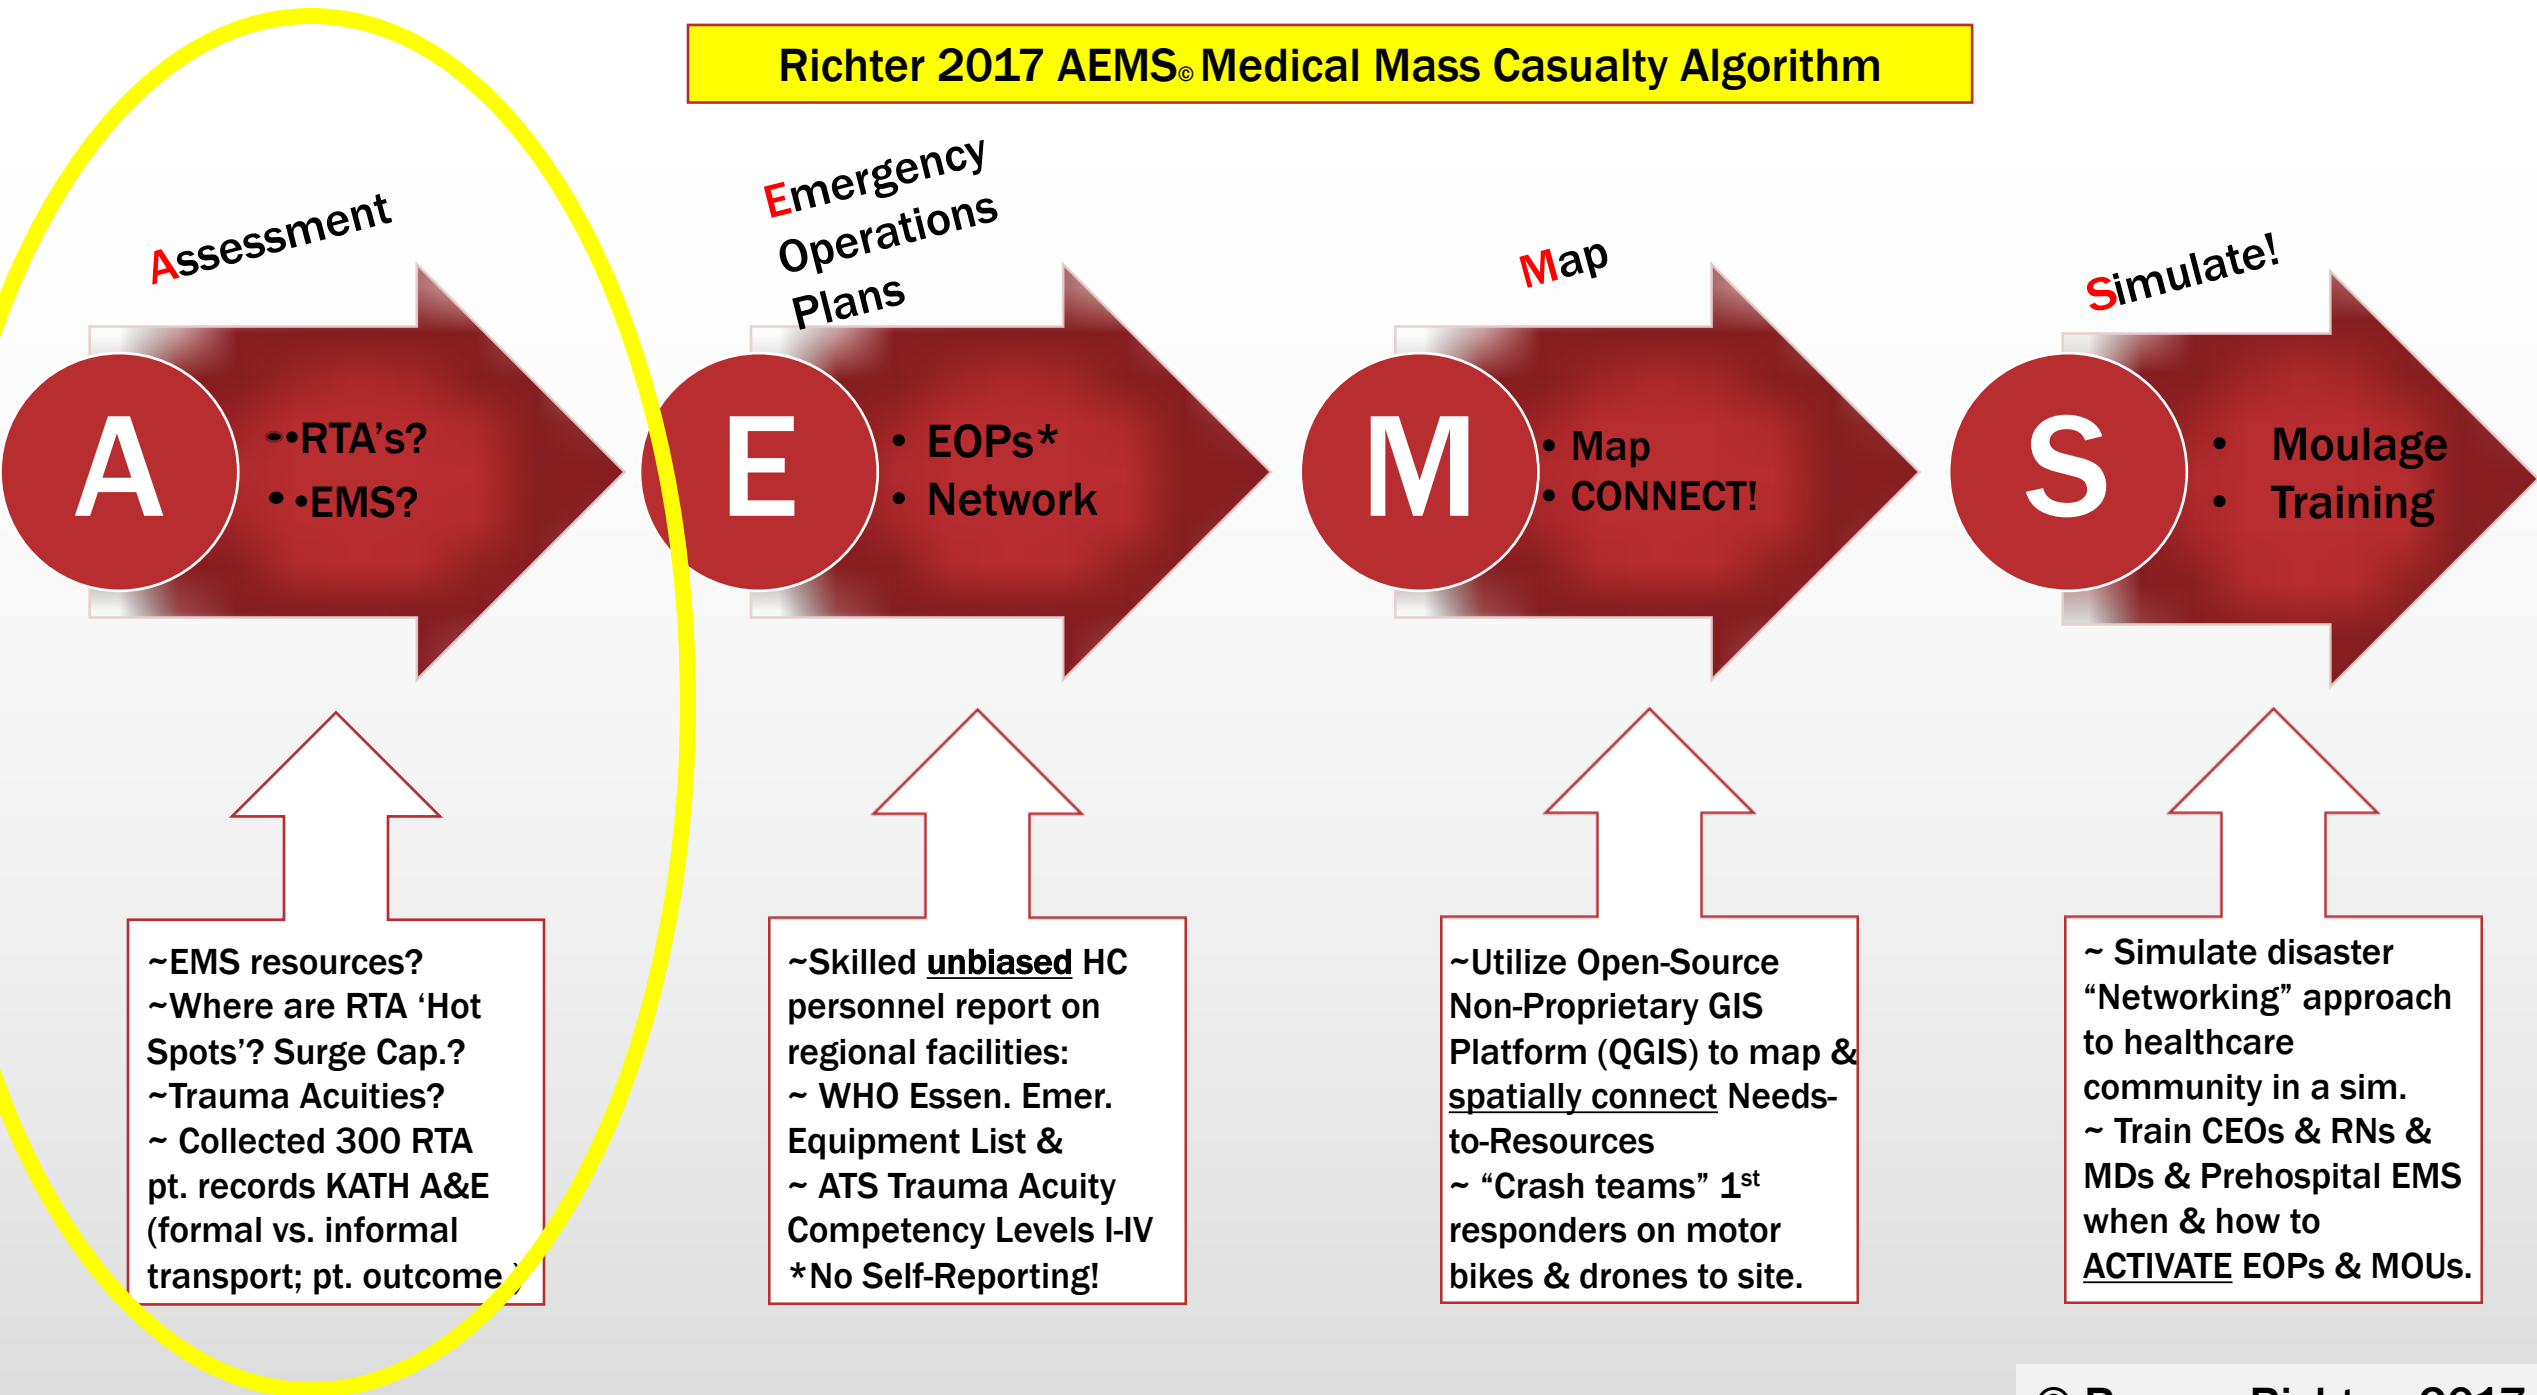 Richter 2017 AEMS© Medical Mass Casualty Algorithm
Assessment
A
••RTA's?
• •EMS?
~EMS resources?
~Where are RTA ‘Hot
Spots’? Surge Cap.?
~Trauma Acuities?
~ Collected 300 RTA
pt. records KATH A&E
(formal vs. informal
transport; pt. outcome.)
Emergency
Operations
Plans
E
• EOPs*
• Network
~Skilled unbiased HC
personnel report on
regional facilities:
~ WHO Essen. Emer.
Equipment List &
~ ATS Trauma Acuity
Competency Levels I-IV
*No Self-Reporting!
Map
M
• Map
• CONNECT!
~Utilize Open-Source
Non-Proprietary GIS
Platform (QGIS) to map &
spatially connect Needs-
to-Resources
~ “Crash teams” 1st
responders on motor
bikes & drones to site.
Simulate!
S
• Moulage
• Training
~ Simulate disaster
“Networking” approach
to healthcare
community in a sim.
~ Train CEOs & RNs &
MDs & Prehospital EMS
when & how to
ACTIVATE EOPs & MOUs.
© Richter 2017